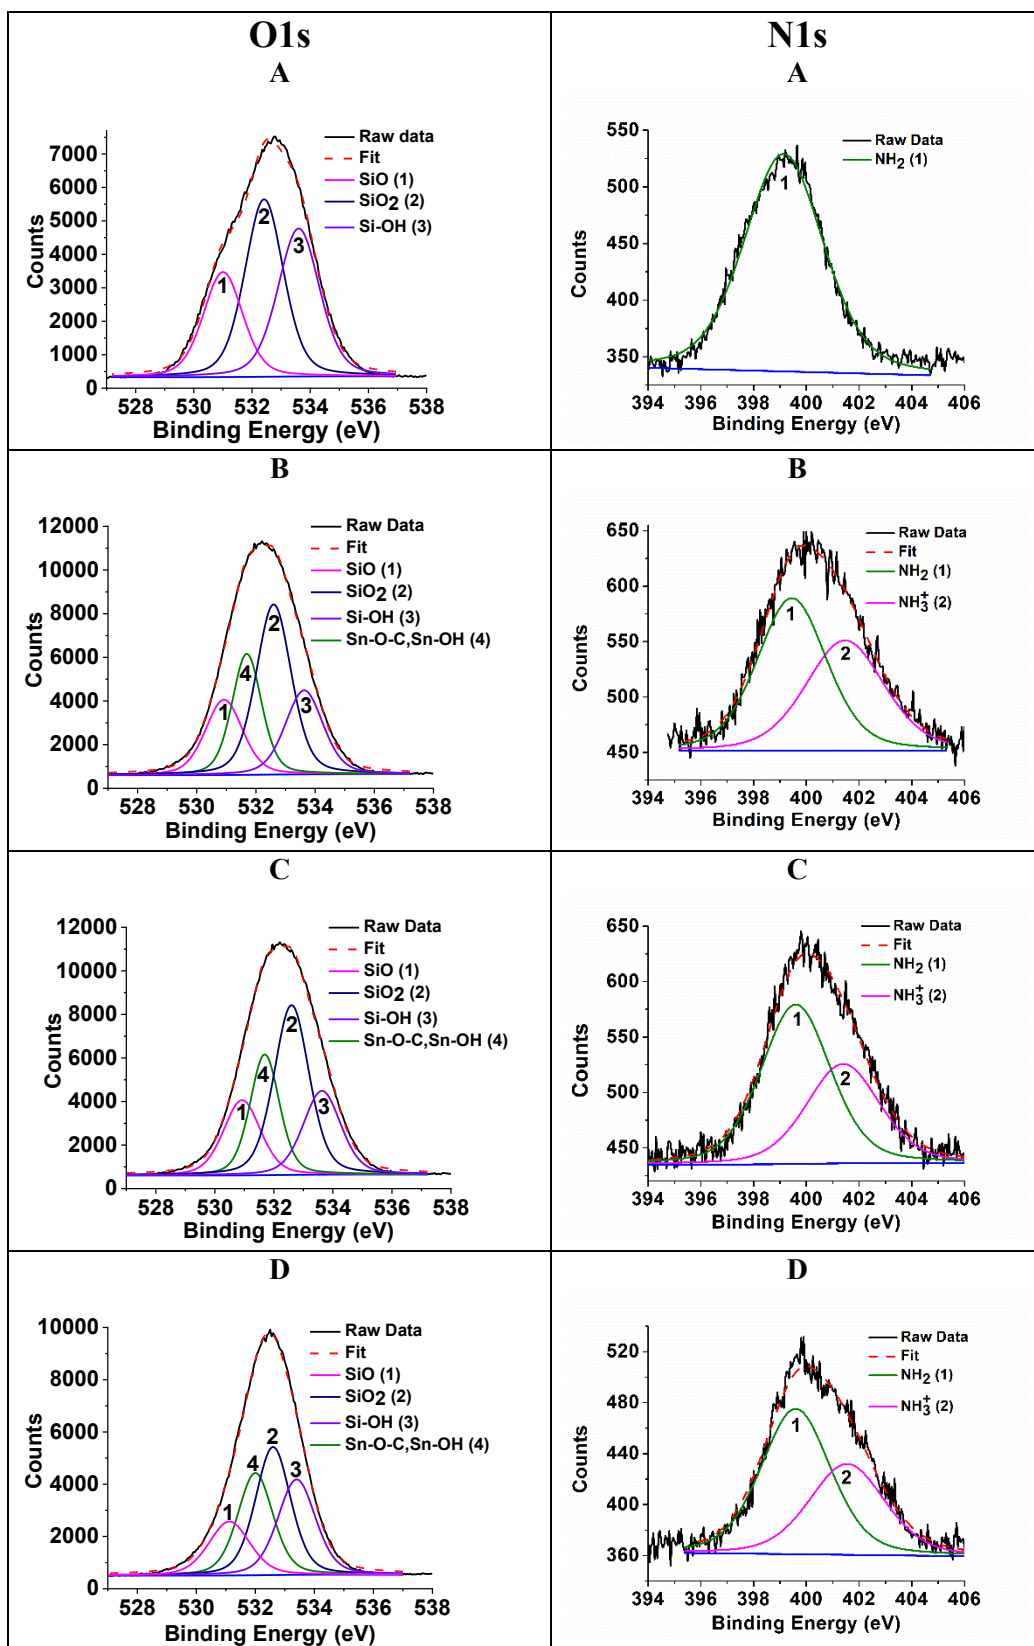 O1s
A
Raw data
Fit
SiO (1)
SiO2 (2)
Si-OH (3)
7000
6000
5000
4000
3000
2000
1000
0
1
2
3
Counts
528 530 532 534 536 538
Binding Energy (eV)
N1s
A
Raw Data
NH2 (1)
550
500
450
400
350
1
Counts
394 396 398 400 402 404 406
Binding Energy (eV)
B
Raw Data
Fit
SiO (1)
SiO2 (2)
Si-OH (3)
Sn-O-C,Sn-OH (4)
12000
10000
8000
6000
4000
2000
0
1
4
2
3
Counts
528 530 532 534 536 538
Binding Energy (eV)
B
Raw Data
Fit
NH2 (1)
NH3+ (2)
650
600
550
500
450
1
2
Counts
394 396 398 400 402 404 406
Binding Energy (eV)
C
Raw Data
Fit
SiO (1)
SiO2 (2)
Si-OH (3)
Sn-O-C,Sn-OH (4)
12000
10000
8000
6000
4000
2000
0
1
4
2
3
Counts
528 530 532 534 536 538
Binding Energy (eV)
C
Raw Data
Fit
NH2 (1)
NH3+ (2)
650
600
550
500
450
1
2
Counts
394 396 398 400 402 404 406
Binding Energy (eV)
D
Raw Data
Fit
SiO (1)
SiO2 (2)
Si-OH (3)
Sn-O-C,Sn-OH (4)
10000
8000
6000
4000
2000
0
1
4
2
3
Counts
528 530 532 534 536 538
Binding Energy (eV)
D
Raw Data
Fit
NH2 (1)
NH3+ (2)
520
480
440
400
360
1
2
Counts
394 396 398 400 402 404 406
Binding Energy (eV)